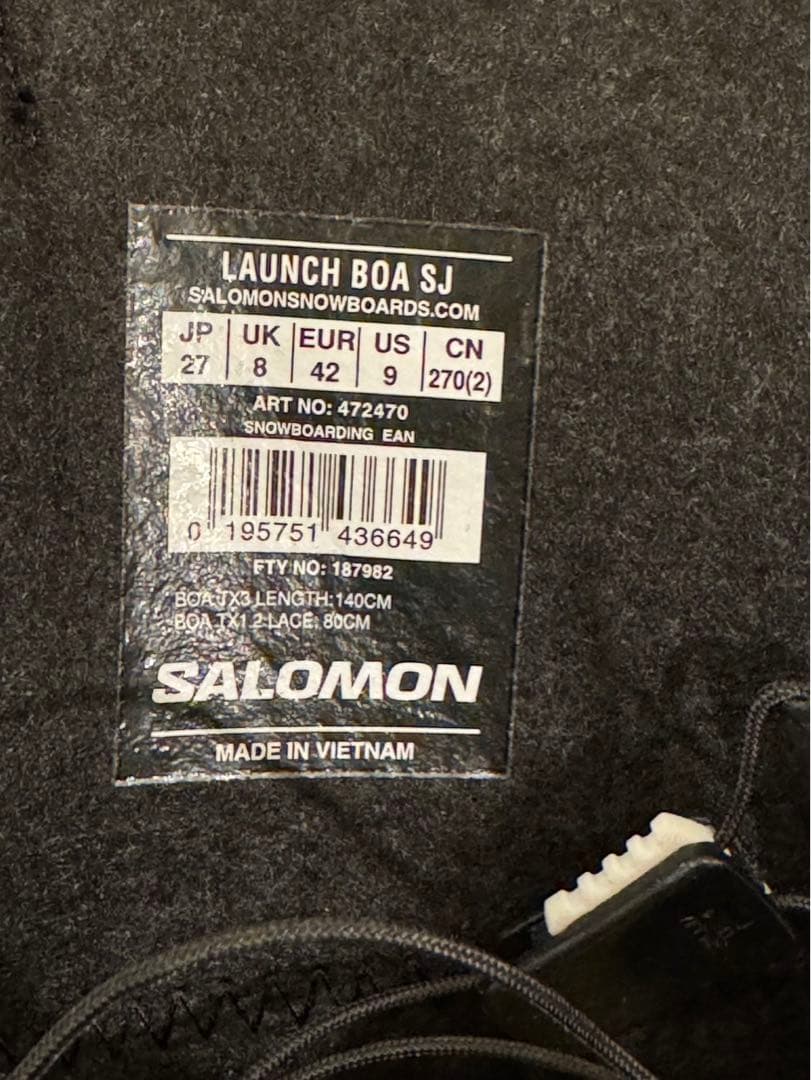 LAUNCH BOA SJ
SALOMONSNOWBOARDS.COM
JP UK EUR US CN
27 8 42 9 270(2)
ART NO: 472470
SNOWBOARDING EAN
0 195751 436649
FTY NO: 187982
BOA TX3 LENGTH:140CM
BOA TX1.2 LACE: 80CM
SALOMON
MADE IN VIETNAM